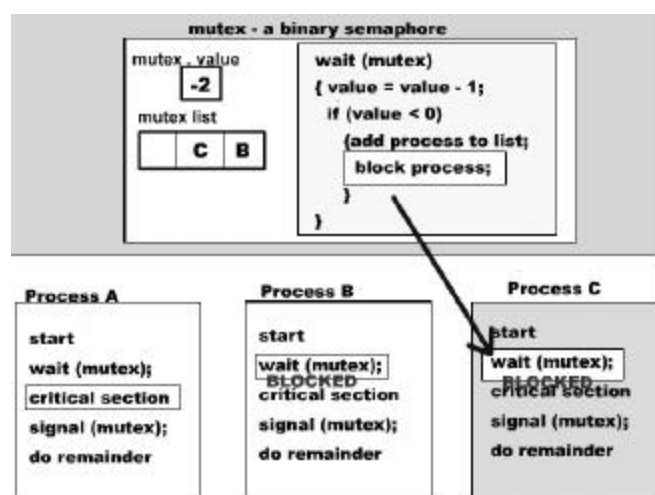 mutex - a binary semaphore
mutex . value
-2
mutex list
C B
wait (mutex)
{ value = value - 1;
if (value < 0)
{add process to list;
block process;
}
}
Process A
start
wait (mutex);
critical section
signal (mutex);
do remainder
Process B
start
wait (mutex);
BLOCKED
critical section
signal (mutex);
do remainder
Process C
start
wait (mutex);
BLOCKED
critical section
signal (mutex);
do remainder